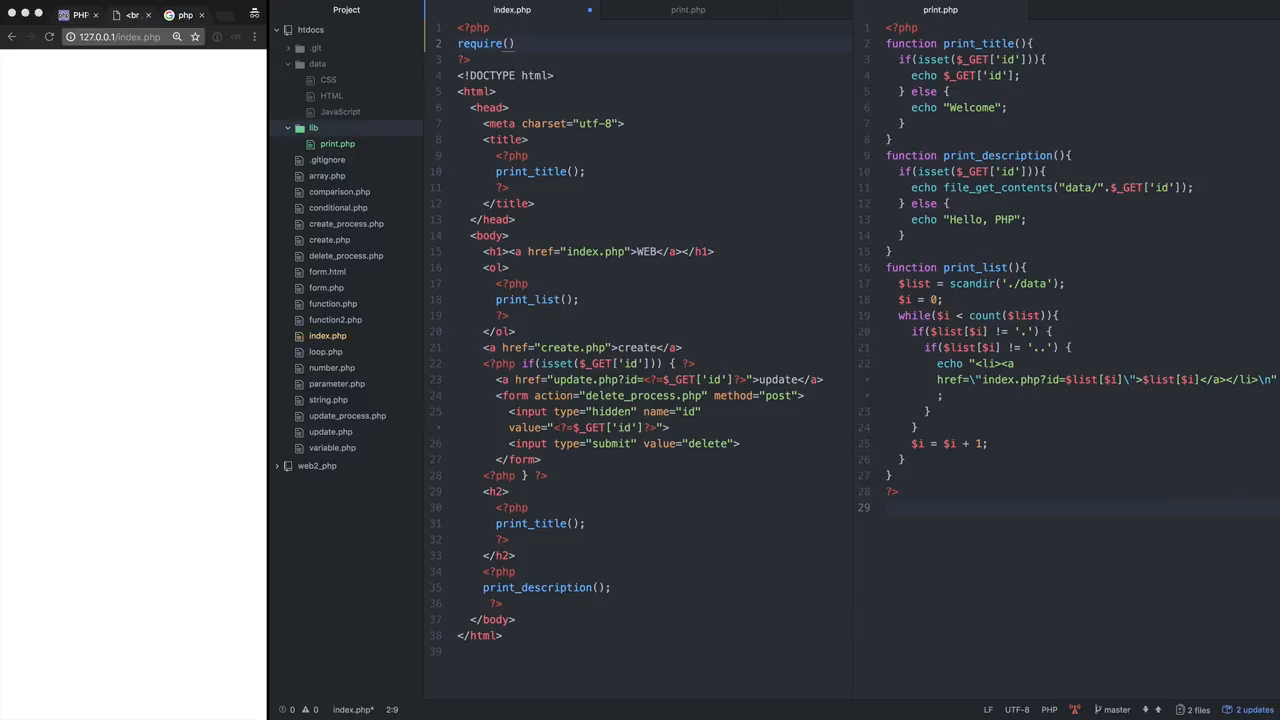 PHP
<br
php
127.0.0.1/index.php
Project
htdocs
.git
data
CSS
HTML
JavaScript
lib
print.php
.gitignore
array.php
comparison.php
conditional.php
create_process.php
create.php
delete_process.php
form.html
form.php
function.php
function2.php
index.php
loop.php
number.php
parameter.php
string.php
update_process.php
update.php
variable.php
web2_php
index.php
print.php
1 <?php
2 require()
3 ?>
4 <!DOCTYPE html>
5 <html>
6 <head>
7 <meta charset="utf-8">
8 <title>
9 <?php
10 print_title();
11 ?>
12 </title>
13 </head>
14 <body>
15 <h1><a href="index.php">WEB</a></h1>
16 <ol>
17 <?php
18 print_list();
19 ?>
20 </ol>
21 <a href="create.php">create</a>
22 <?php if(isset($_GET['id'])) { ?>
23 <a href="update.php?id=<?=$_GET['id']?>">update</a>
24 <form action="delete_process.php" method="post">
25 <input type="hidden" name="id"
• value="<?=$_GET['id']?>">
26 <input type="submit" value="delete">
27 </form>
28 <?php } ?>
29 <h2>
30 <?php
31 print_title();
32 ?>
33 </h2>
34 <?php
35 print_description();
36 ?>
37 </body>
38 </html>
39
print.php
1 <?php
2 function print_title(){
3 if(isset($_GET['id'])){
4 echo $_GET['id'];
5 } else {
6 echo "Welcome";
7 }
8 }
9 function print_description(){
10 if(isset($_GET['id'])){
11 echo file_get_contents("data/".$_GET['id']);
12 } else {
13 echo "Hello, PHP";
14 }
15 }
16 function print_list(){
17 $list = scandir('./data');
18 $i = 0;
19 while($i < count($list)){
20 if($list[$i] != '.') {
21 if($list[$i] != '..') {
22 echo "<li><a
• href=\"index.php?id=$list[$i]\">$list[$i]</a></li>\n"
• ;
23 }
24 }
25 $i = $i + 1;
26 }
27 }
28 ?>
29
0 0 index.php* 2:9
LF UTF-8 PHP master 2 files 2 updates